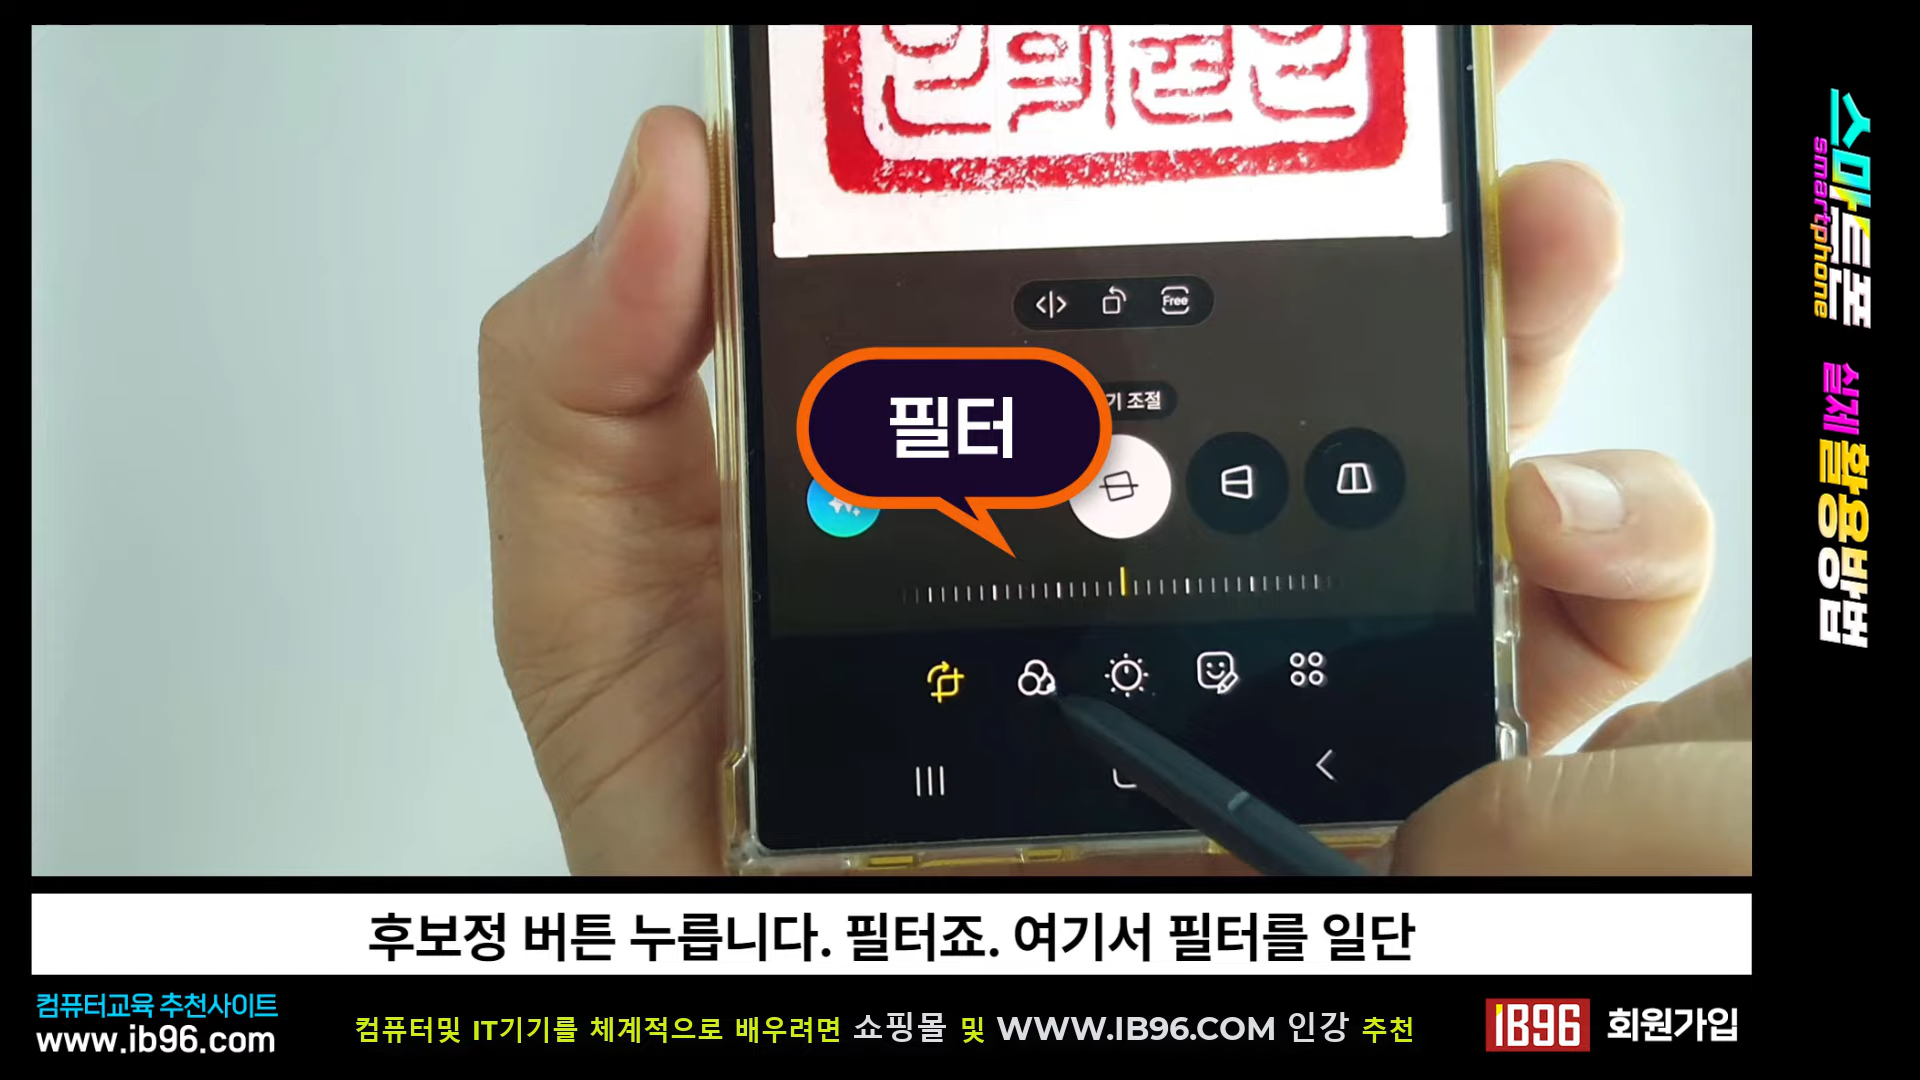 Free
기 조절
필터
후보정 버튼 누릅니다. 필터죠. 여기서 필터를 일단
컴퓨터교육 추천사이트
www.ib96.com
컴퓨터및 IT기기를 체계적으로 배우려면 쇼핑몰 및 WWW.IB96.COM 인강 추천
IB96 회원가입
스마트폰
smartphone
실제활용방법